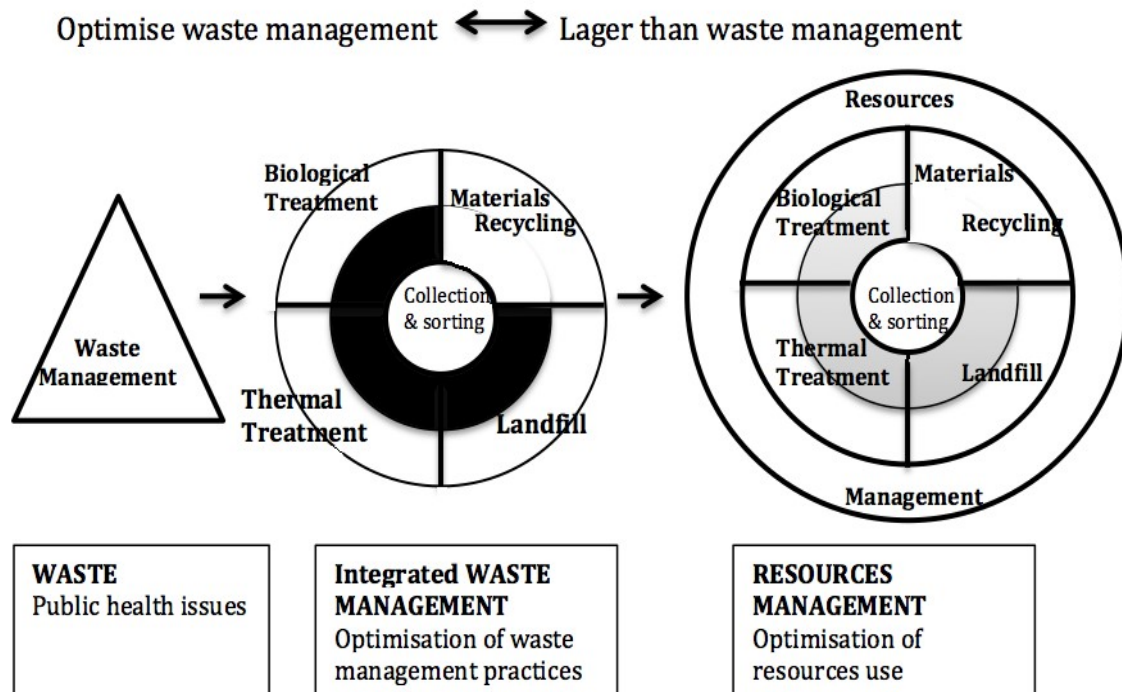 Optimise waste management
Lager than waste management
Waste
Management
Biological
Treatment
Materials
Recycling
Collection
& sorting
Thermal
Treatment
Landfill
Resources
Materials
Biological
Treatment
Recycling
Collection
& sorting
Thermal
Treatment
Landfill
Management
WASTE
Public health issues
Integrated WASTE
MANAGEMENT
Optimisation of waste
management practices
RESOURCES
MANAGEMENT
Optimisation of
resources use